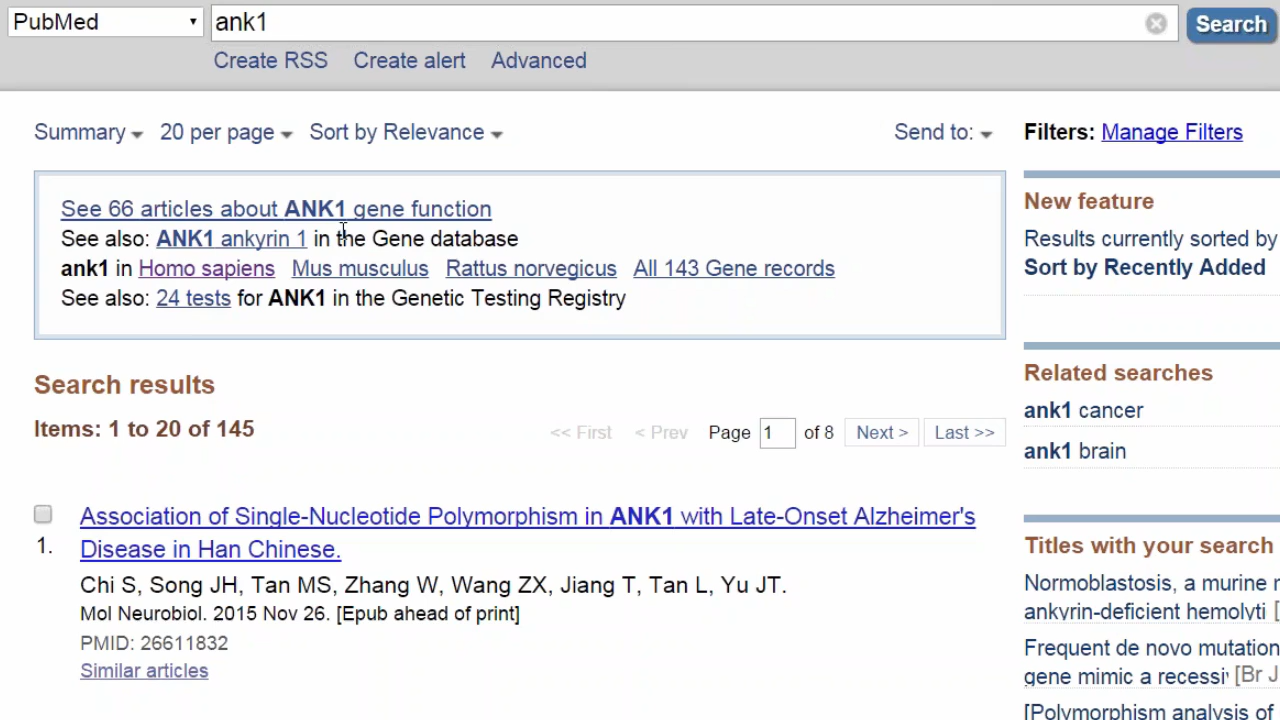 PubMed
ank1
Search
Create RSS Create alert Advanced
Summary 20 per page Sort by Relevance Send to:
See 66 articles about ANK1 gene function
See also: ANK1 ankyrin 1 in the Gene database
ank1 in Homo sapiens Mus musculus Rattus norvegicus All 143 Gene records
See also: 24 tests for ANK1 in the Genetic Testing Registry
Search results
Items: 1 to 20 of 145
<< First < Prev Page 1 of 8 Next > Last >>
1.
Association of Single-Nucleotide Polymorphism in ANK1 with Late-Onset Alzheimer's
Disease in Han Chinese.
Chi S, Song JH, Tan MS, Zhang W, Wang ZX, Jiang T, Tan L, Yu JT.
Mol Neurobiol. 2015 Nov 26. [Epub ahead of print]
PMID: 26611832
Similar articles
Filters: Manage Filters
New feature
Results currently sorted by
Sort by Recently Added
Related searches
ank1 cancer
ank1 brain
Titles with your search
Normoblastosis, a murine
ankyrin-deficient hemolyti [
Frequent de novo mutation
gene mimic a recessi [Br J
[Polymorphism analysis of